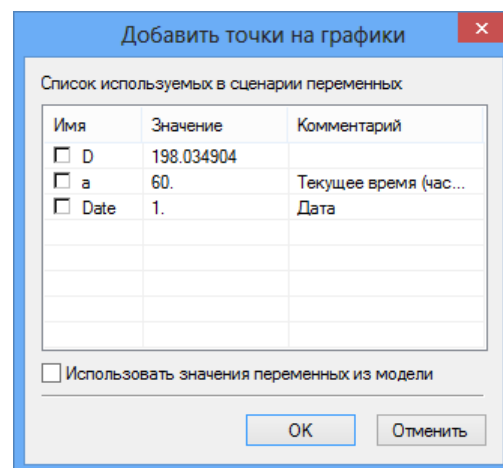 Добавить точки на графики
Список используемых в сценарии переменных
Имя Значение Комментарий
D 198.034904
a 60. Текущее время (час...
Date 1. Дата
Использовать значения переменных из модели
OK Отменить